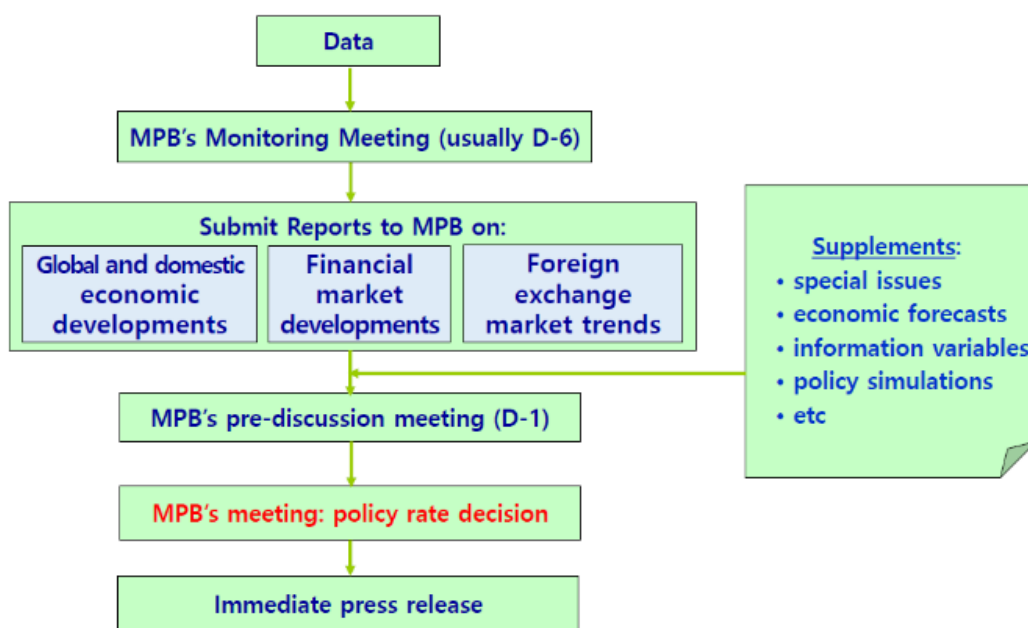 Data
MPB's Monitoring Meeting (usually D-6)
Submit Reports to MPB on:
Global and domestic
economic
developments
Financial
market
developments
Foreign
exchange
market trends
Supplements:
• special issues
• economic forecasts
• information variables
• policy simulations
• etc
MPB's pre-discussion meeting (D-1)
MPB's meeting: policy rate decision
Immediate press release